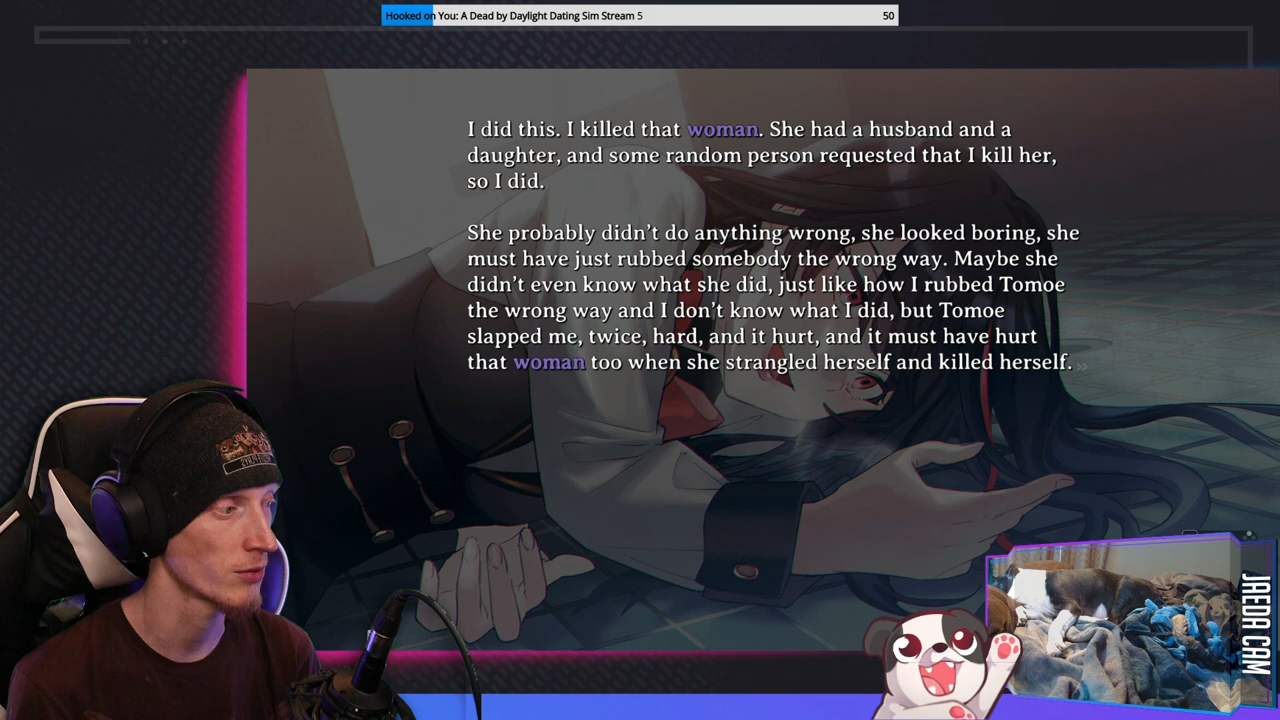 Hooked on You: A Dead by Daylight Dating Sim Stream 5
50
I did this. I killed that woman. She had a husband and a
daughter, and some random person requested that I kill her,
so I did.
She probably didn't do anything wrong, she looked boring, she
must have just rubbed somebody the wrong way. Maybe she
didn't even know what she did, just like how I rubbed Tomoe
the wrong way and I don't know what I did, but Tomoe
slapped me, twice, hard, and it hurt, and it must have hurt
that woman too when she strangled herself and killed herself.
JAEDA CAM